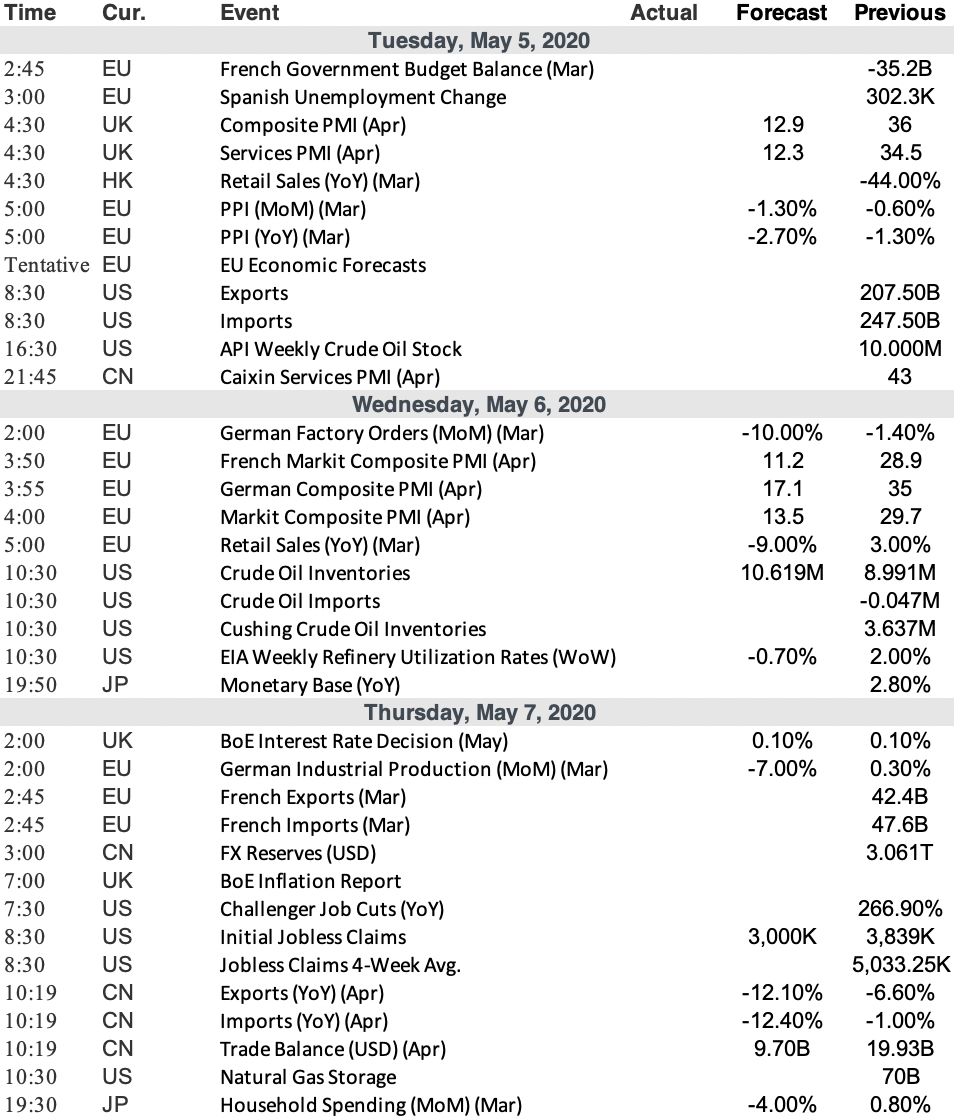 Time Cur. Event Actual Forecast Previous
Tuesday, May 5, 2020
2:45 EU French Government Budget Balance (Mar) -35.2B
3:00 EU Spanish Unemployment Change 302.3K
4:30 UK Composite PMI (Apr) 12.9 36
4:30 UK Services PMI (Apr) 12.3 34.5
4:30 HK Retail Sales (YoY) (Mar) -44.00%
5:00 EU PPI (MoM) (Mar) -1.30% -0.60%
5:00 EU PPI (YoY) (Mar) -2.70% -1.30%
Tentative EU EU Economic Forecasts
8:30 US Exports 207.50B
8:30 US Imports 247.50B
16:30 US API Weekly Crude Oil Stock 10.000M
21:45 CN Caixin Services PMI (Apr) 43
Wednesday, May 6, 2020
2:00 EU German Factory Orders (MoM) (Mar) -10.00% -1.40%
3:50 EU French Markit Composite PMI (Apr) 11.2 28.9
3:55 EU German Composite PMI (Apr) 17.1 35
4:00 EU Markit Composite PMI (Apr) 13.5 29.7
5:00 EU Retail Sales (YoY) (Mar) -9.00% 3.00%
10:30 US Crude Oil Inventories 10.619M 8.991M
10:30 US Crude Oil Imports -0.047M
10:30 US Cushing Crude Oil Inventories 3.637M
10:30 US EIA Weekly Refinery Utilization Rates (WoW) -0.70% 2.00%
19:50 JP Monetary Base (YoY) 2.80%
Thursday, May 7, 2020
2:00 UK BoE Interest Rate Decision (May) 0.10% 0.10%
2:00 EU German Industrial Production (MoM) (Mar) -7.00% 0.30%
2:45 EU French Exports (Mar) 42.4B
2:45 EU French Imports (Mar) 47.6B
3:00 CN FX Reserves (USD) 3.061T
7:00 UK BoE Inflation Report
7:30 US Challenger Job Cuts (YoY) 266.90%
8:30 US Initial Jobless Claims 3,000K 3,839K
8:30 US Jobless Claims 4-Week Avg. 5,033.25K
10:19 CN Exports (YoY) (Apr) -12.10% -6.60%
10:19 CN Imports (YoY) (Apr) -12.40% -1.00%
10:19 CN Trade Balance (USD) (Apr) 9.70B 19.93B
10:30 US Natural Gas Storage 70B
19:30 JP Household Spending (MoM) (Mar) -4.00% 0.80%